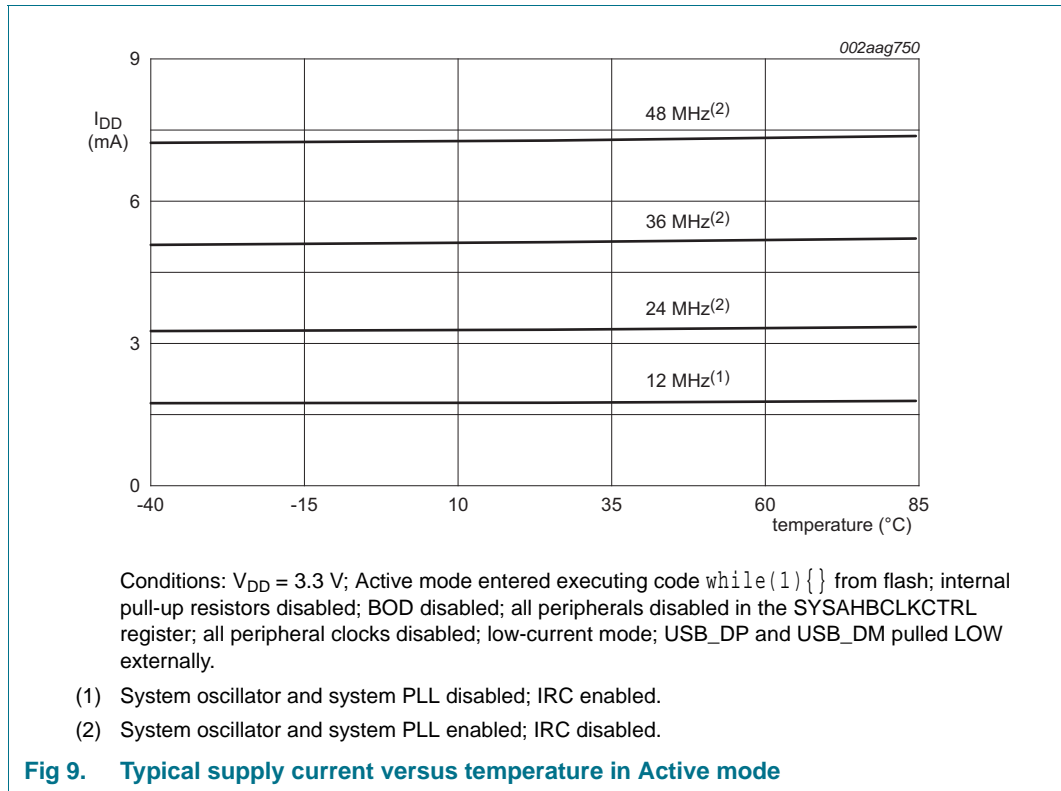 002aag750
9
I_DD
(mA)
48 MHz(2)
6
36 MHz(2)
24 MHz(2)
3
12 MHz(1)
0
-40 -15 10 35 60 85
temperature (°C)
Conditions: V_DD = 3.3 V; Active mode entered executing code while(1){} from flash; internal
pull-up resistors disabled; BOD disabled; all peripherals disabled in the SYSAHBCLKCTRL
register; all peripheral clocks disabled; low-current mode; USB_DP and USB_DM pulled LOW
externally.
(1) System oscillator and system PLL disabled; IRC enabled.
(2) System oscillator and system PLL enabled; IRC disabled.
Fig 9. Typical supply current versus temperature in Active mode